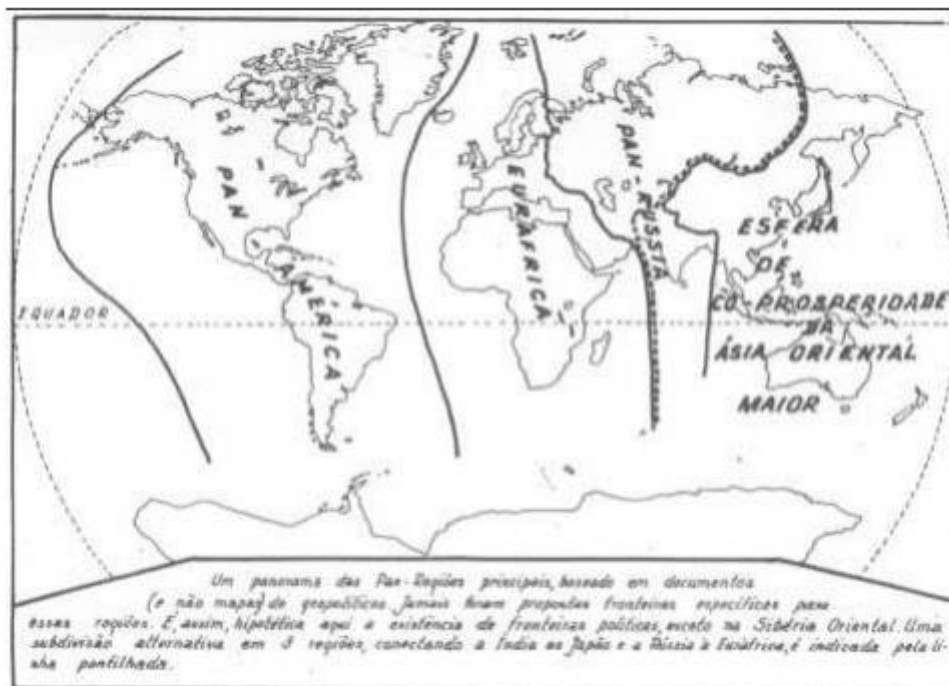 PAN
AMÉRICA
EURÁFRICA
PAN-RUSSIA
ESFERA
DE
CO-PROSPERIDADE
DA
ÁSIA ORIENTAL
MAIOR
EQUADOR
Um panorama das Pan-Regiões principais, baseado em documentos
(e não mapas) de geopolíticos. Jamais foram propostas fronteiras específicas para
essas regiões. É, assim, hipotética aqui a existência de fronteiras políticas, exceto na Sibéria Oriental. Uma
subdivisão alternativa em 3 regiões, conectando a Índia ao Japão e a Rússia à Euráfrica, é indicada pela li-
nha pontilhada.